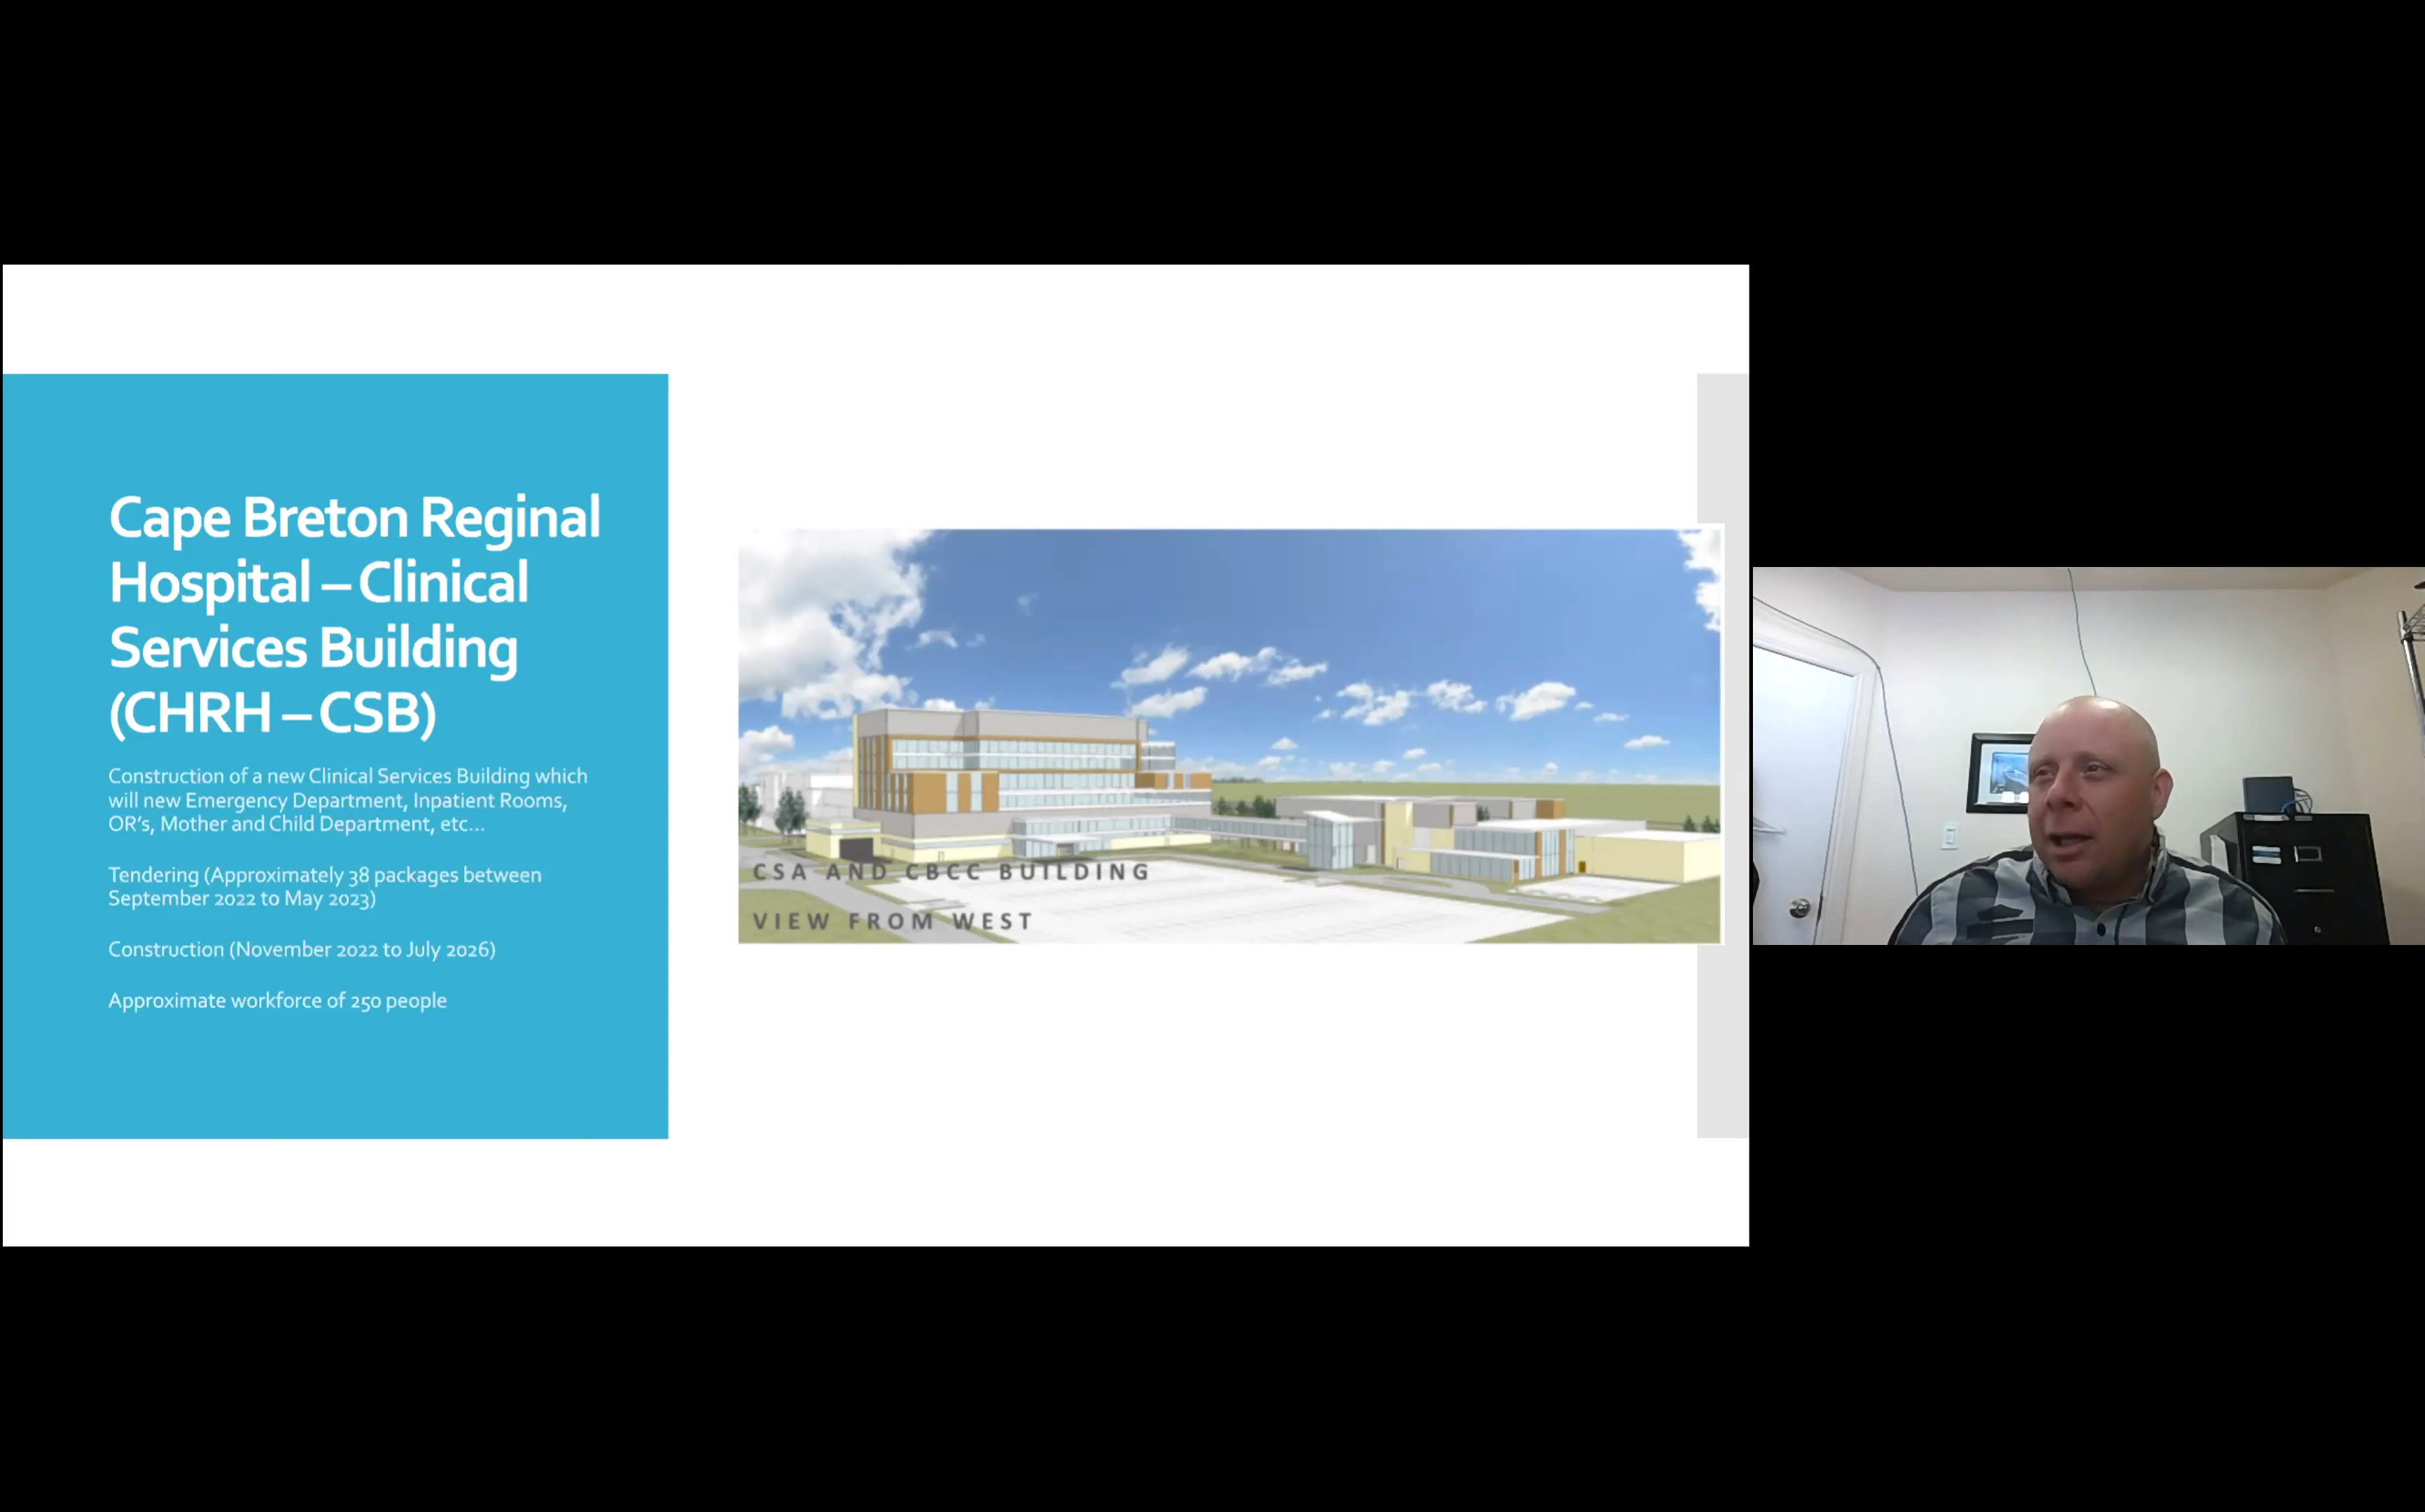 Cape Breton Reginal
Hospital – Clinical
Services Building
(CHRH – CSB)
Construction of a new Clinical Services Building which
will new Emergency Department, Inpatient Rooms,
OR's, Mother and Child Department, etc...
Tendering (Approximately 38 packages between
September 2022 to May 2023)
Construction (November 2022 to July 2026)
Approximate workforce of 250 people
CSA AND CBCC BUILDING
VIEW FROM WEST